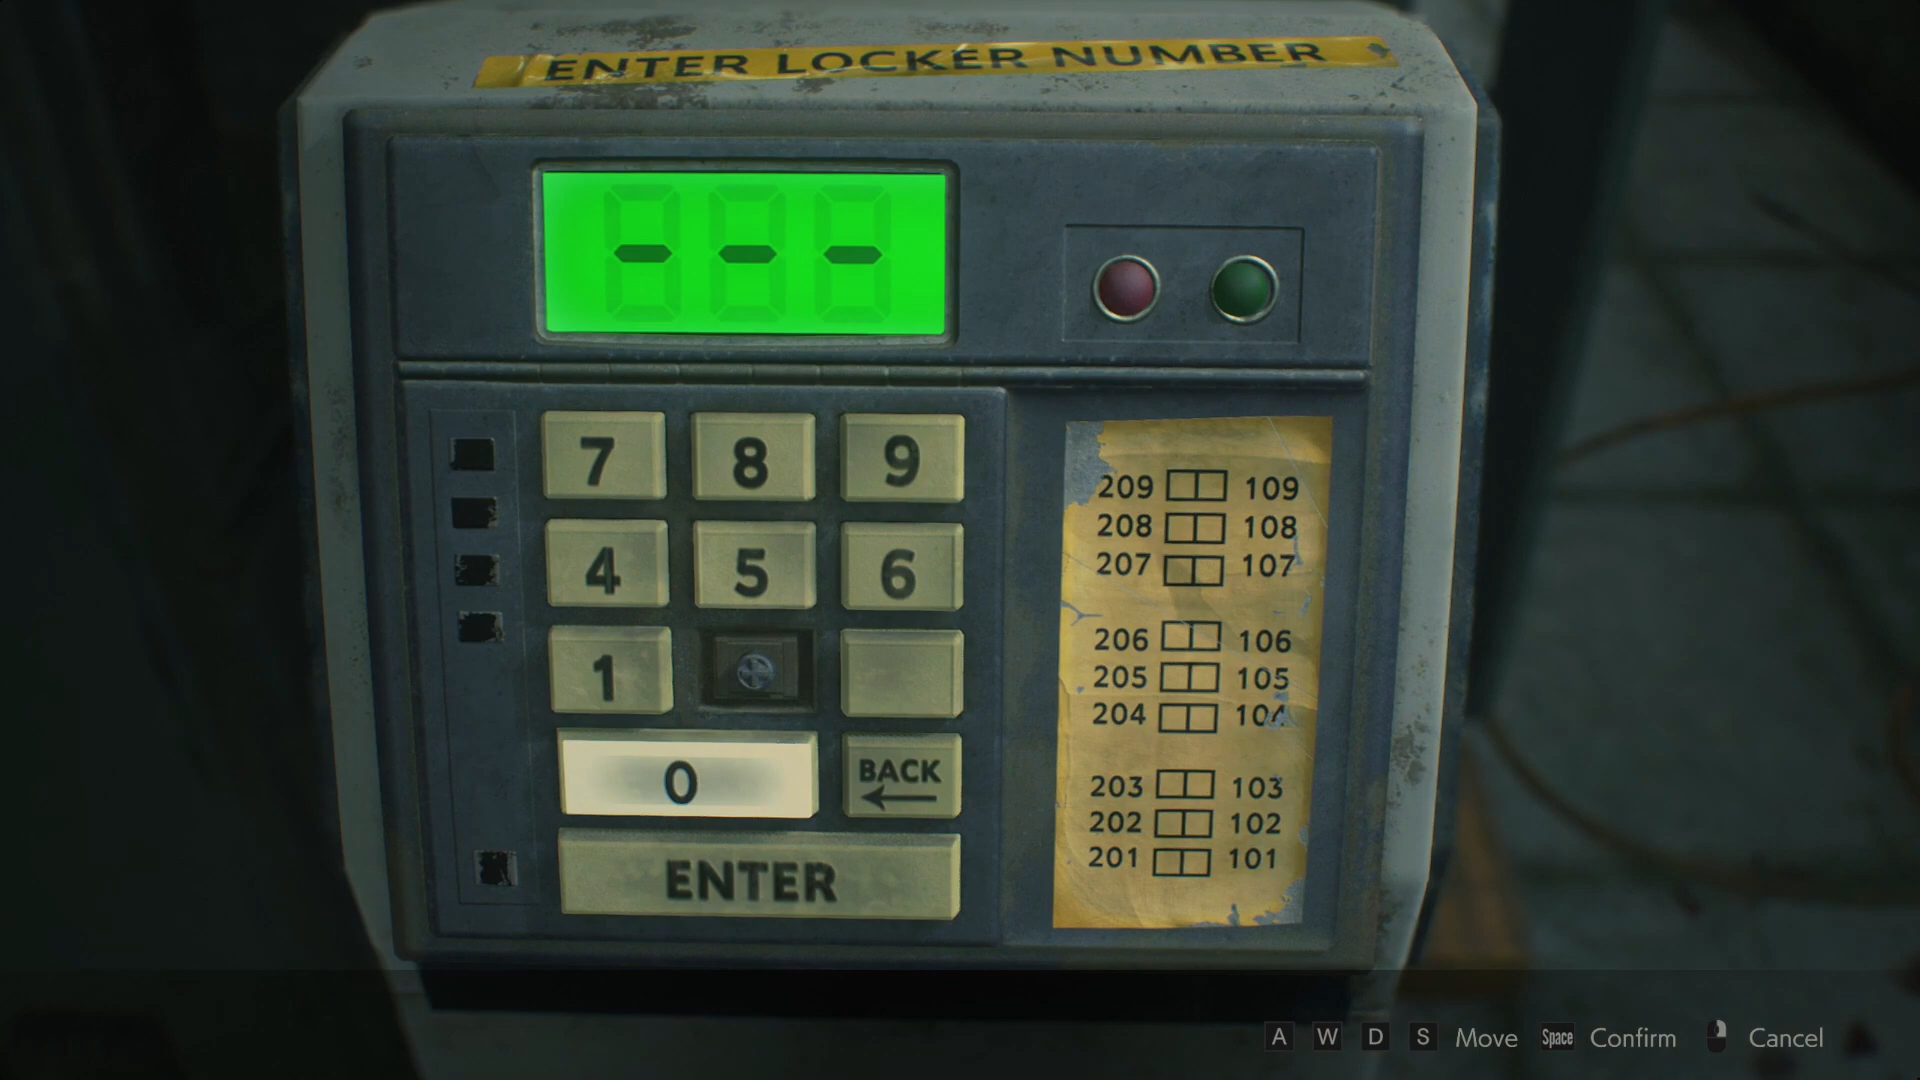 ENTER LOCKER NUMBER
- - -
7 8 9
4 5 6
1
0 BACK
ENTER
209 109
208 108
207 107
206 106
205 105
204 104
203 103
202 102
201 101
A W D S Move Space Confirm Cancel